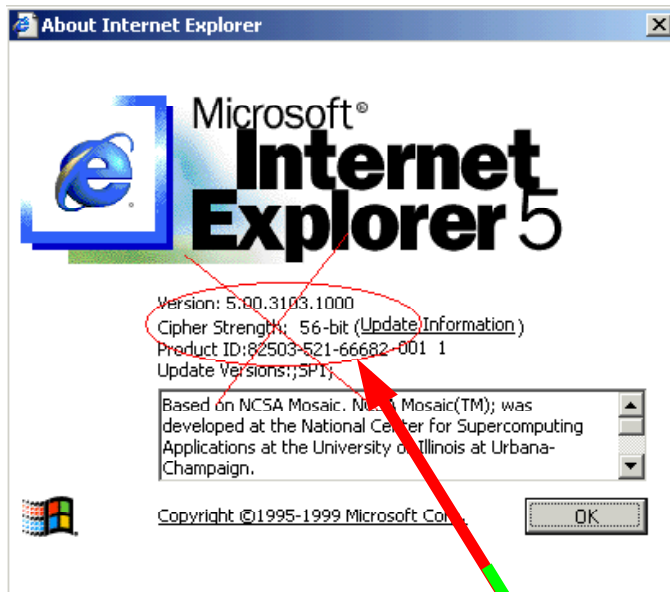 About Internet Explorer
Microsoft®
Internet
Explorer 5
Version: 5.00.3103.1000
Cipher Strength: 56-bit (Update Information )
Product ID:82503-521-66682-001 1
Update Versions:;SP1;
Based on NCSA Mosaic. NCSA Mosaic(TM); was
developed at the National Center for Supercomputing
Applications at the University of Illinois at Urbana-
Champaign.
Copyright ©1995-1999 Microsoft Corp.
OK